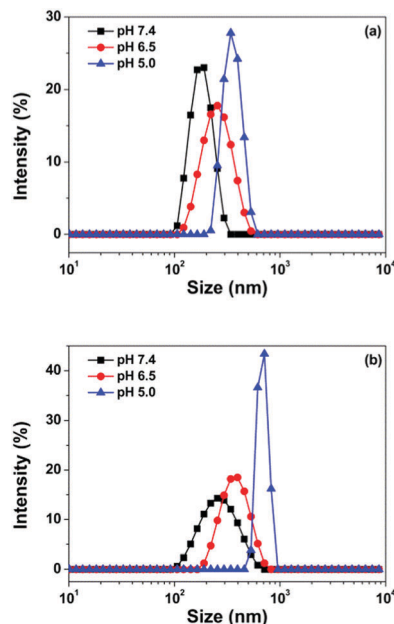 (a)
pH 7.4
pH 6.5
pH 5.0
Intensity (%)
30
20
10
0
10¹ 10² 10³ 10⁴
Size (nm)
(b)
pH 7.4
pH 6.5
pH 5.0
Intensity (%)
40
30
20
10
0
10¹ 10² 10³ 10⁴
Size (nm)